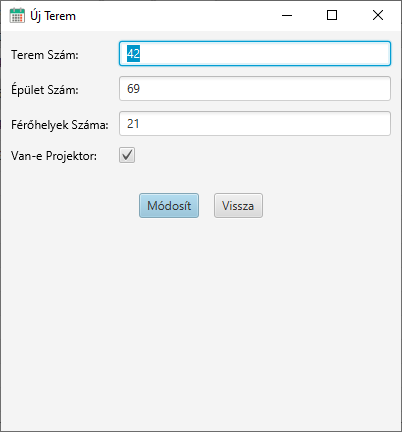 Új Terem
Terem Szám: 42
Épület Szám: 69
Férőhelyek Száma: 21
Van-e Projektor:
Módosít Vissza